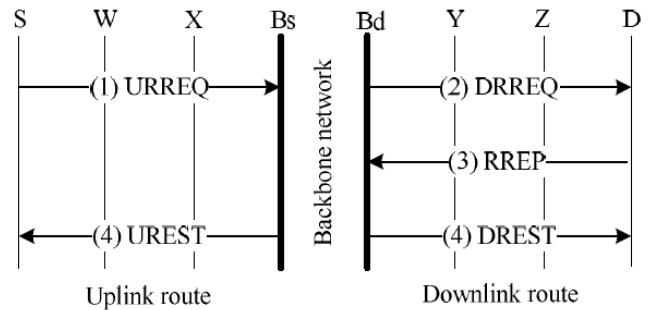 S W X Bs Bd Y Z D
(1) URREQ (2) DRREQ
Backbone network
(3) RREP
(4) UREST (4) DREST
Uplink route Downlink route